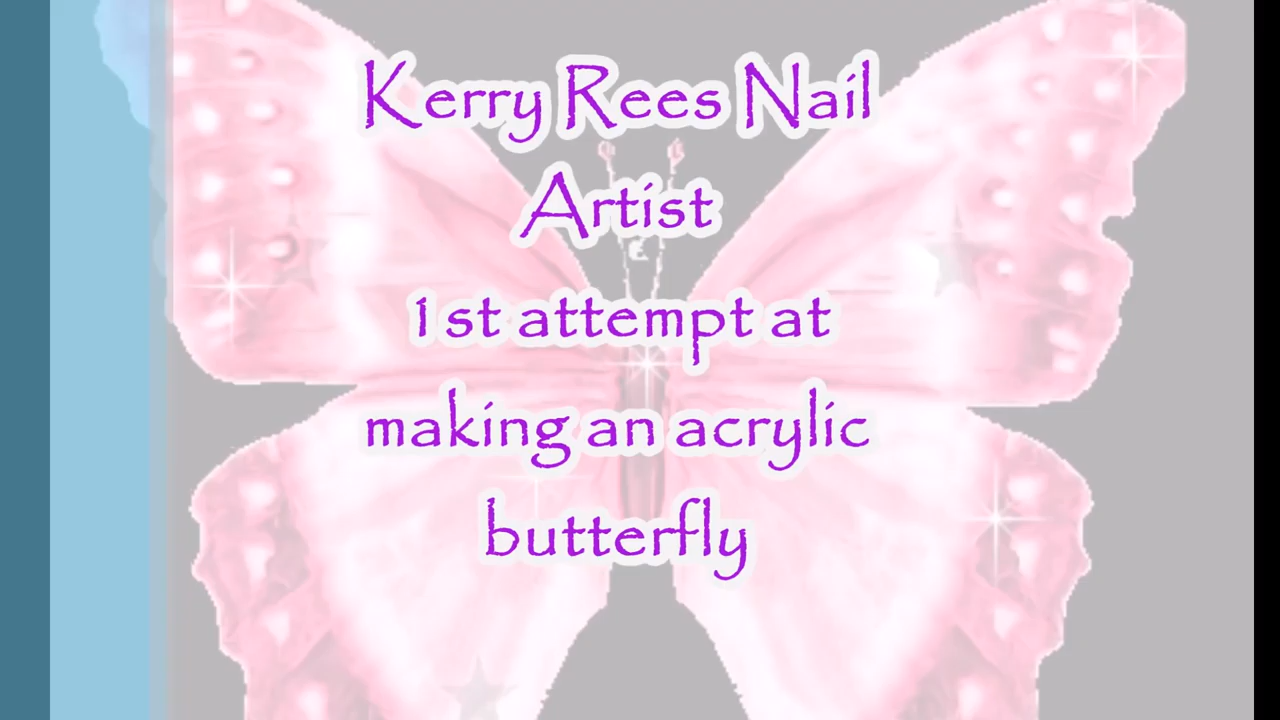 Kerry Rees Nail
Artist
1st attempt at
making an acrylic
butterfly